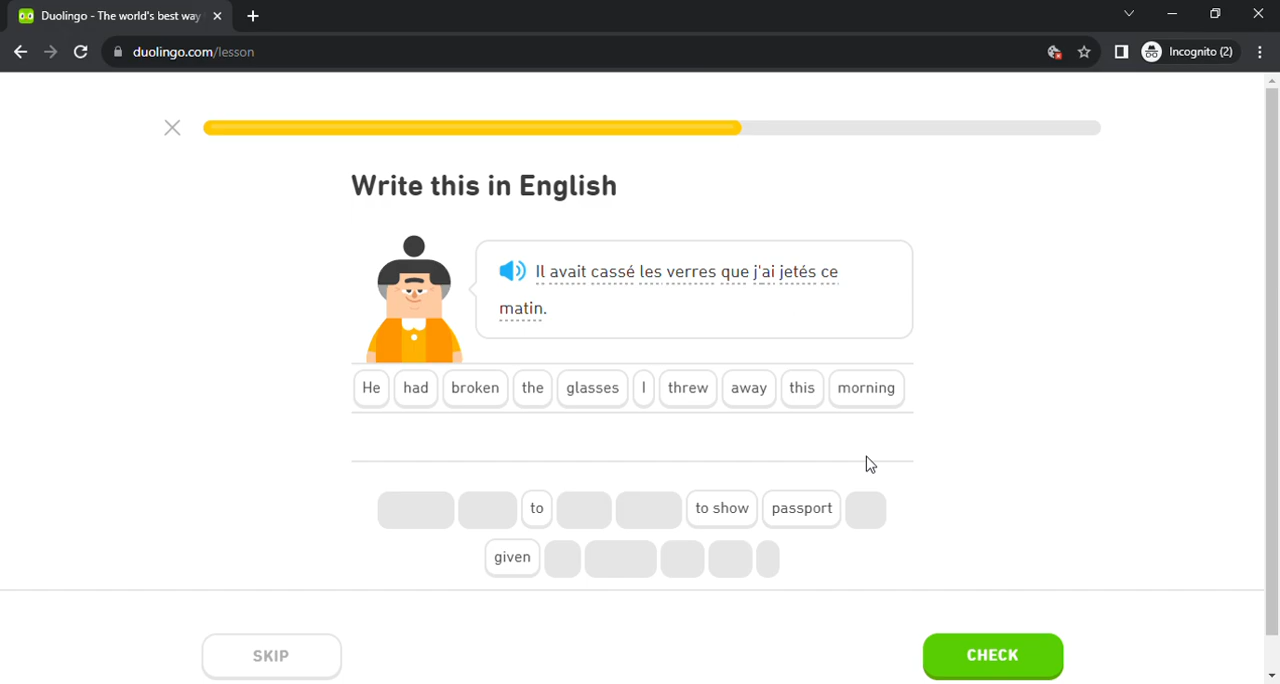 Duolingo - The world's best way
duolingo.com/lesson
Incognito (2)
Write this in English
Il avait cassé les verres que j'ai jetés ce
matin.
He had broken the glasses I threw away this morning
to to show passport
given
SKIP CHECK